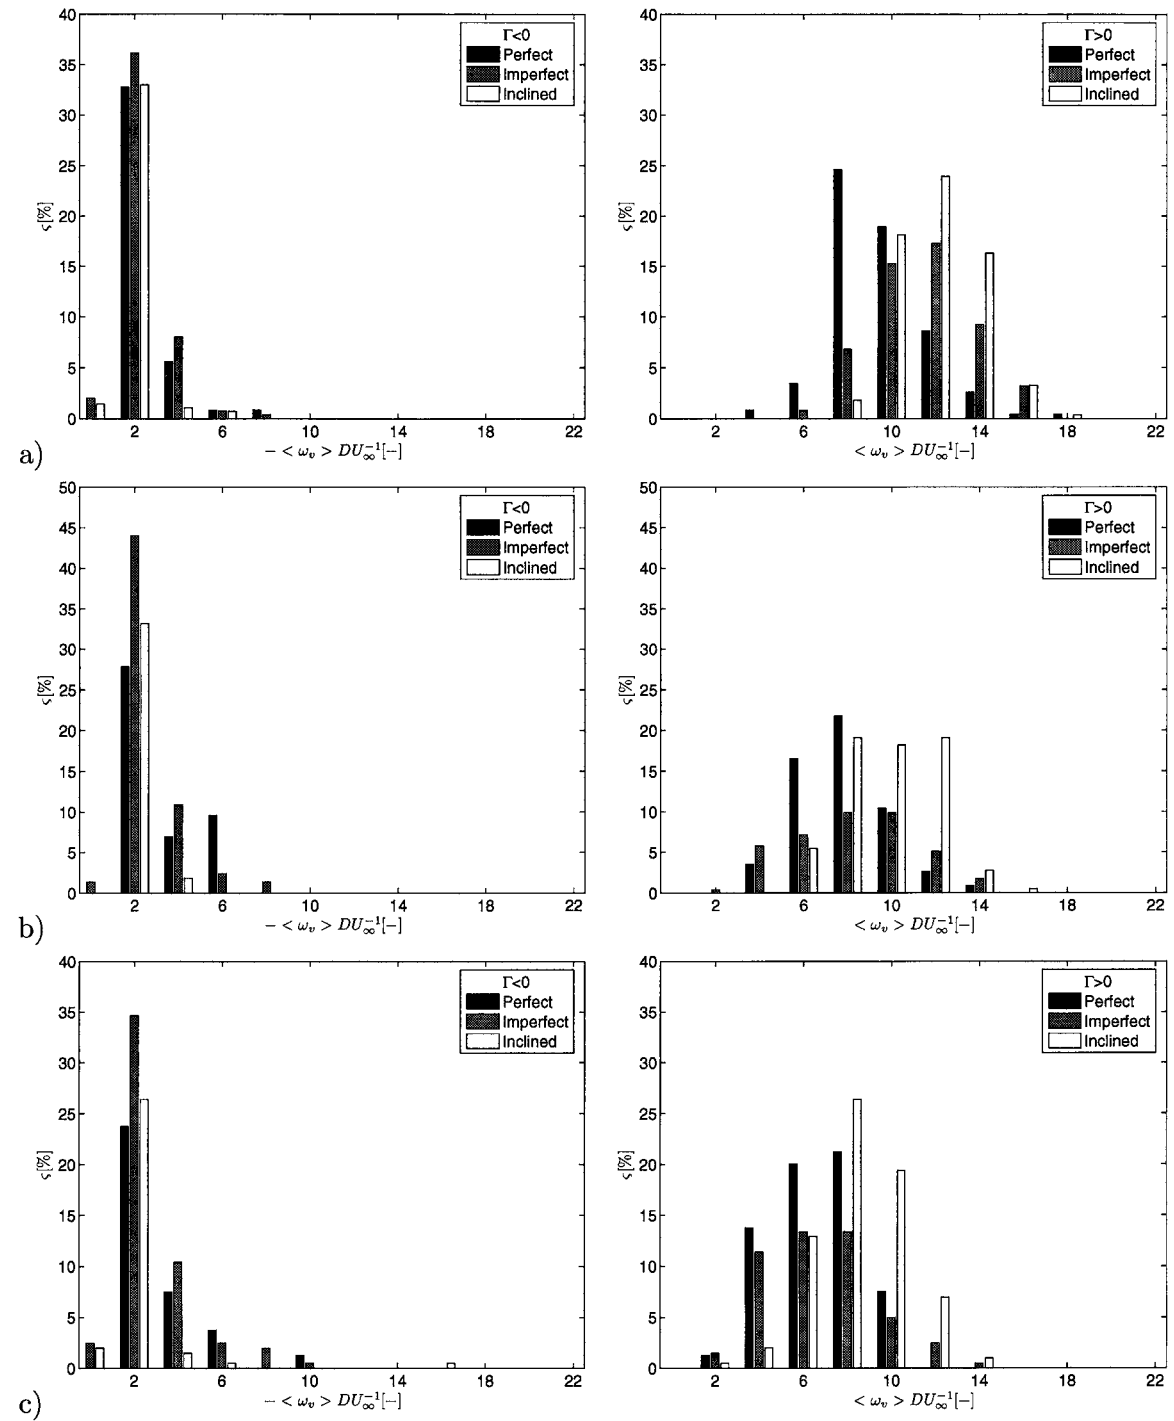 40
35
30
25
20
15
10
5
0
ς[%]
Γ<0
Perfect
Imperfect
Inclined
2 6 10 14 18 22
− < ω_v > DU_∞^{−1}[−]
40
35
30
25
20
15
10
5
0
ς[%]
Γ>0
Perfect
Imperfect
Inclined
2 6 10 14 18 22
< ω_v > DU_∞^{−1}[−]
a)
50
45
40
35
30
25
20
15
10
5
0
ς[%]
Γ<0
Perfect
Imperfect
Inclined
2 6 10 14 18 22
− < ω_v > DU_∞^{−1}[−]
50
45
40
35
30
25
20
15
10
5
0
ς[%]
Γ>0
Perfect
Imperfect
Inclined
2 6 10 14 18 22
< ω_v > DU_∞^{−1}[−]
b)
40
35
30
25
20
15
10
5
0
ς[%]
Γ<0
Perfect
Imperfect
Inclined
2 6 10 14 18 22
− < ω_v > DU_∞^{−1}[−]
40
35
30
25
20
15
10
5
0
ς[%]
Γ>0
Perfect
Imperfect
Inclined
2 6 10 14 18 22
< ω_v > DU_∞^{−1}[−]
c)